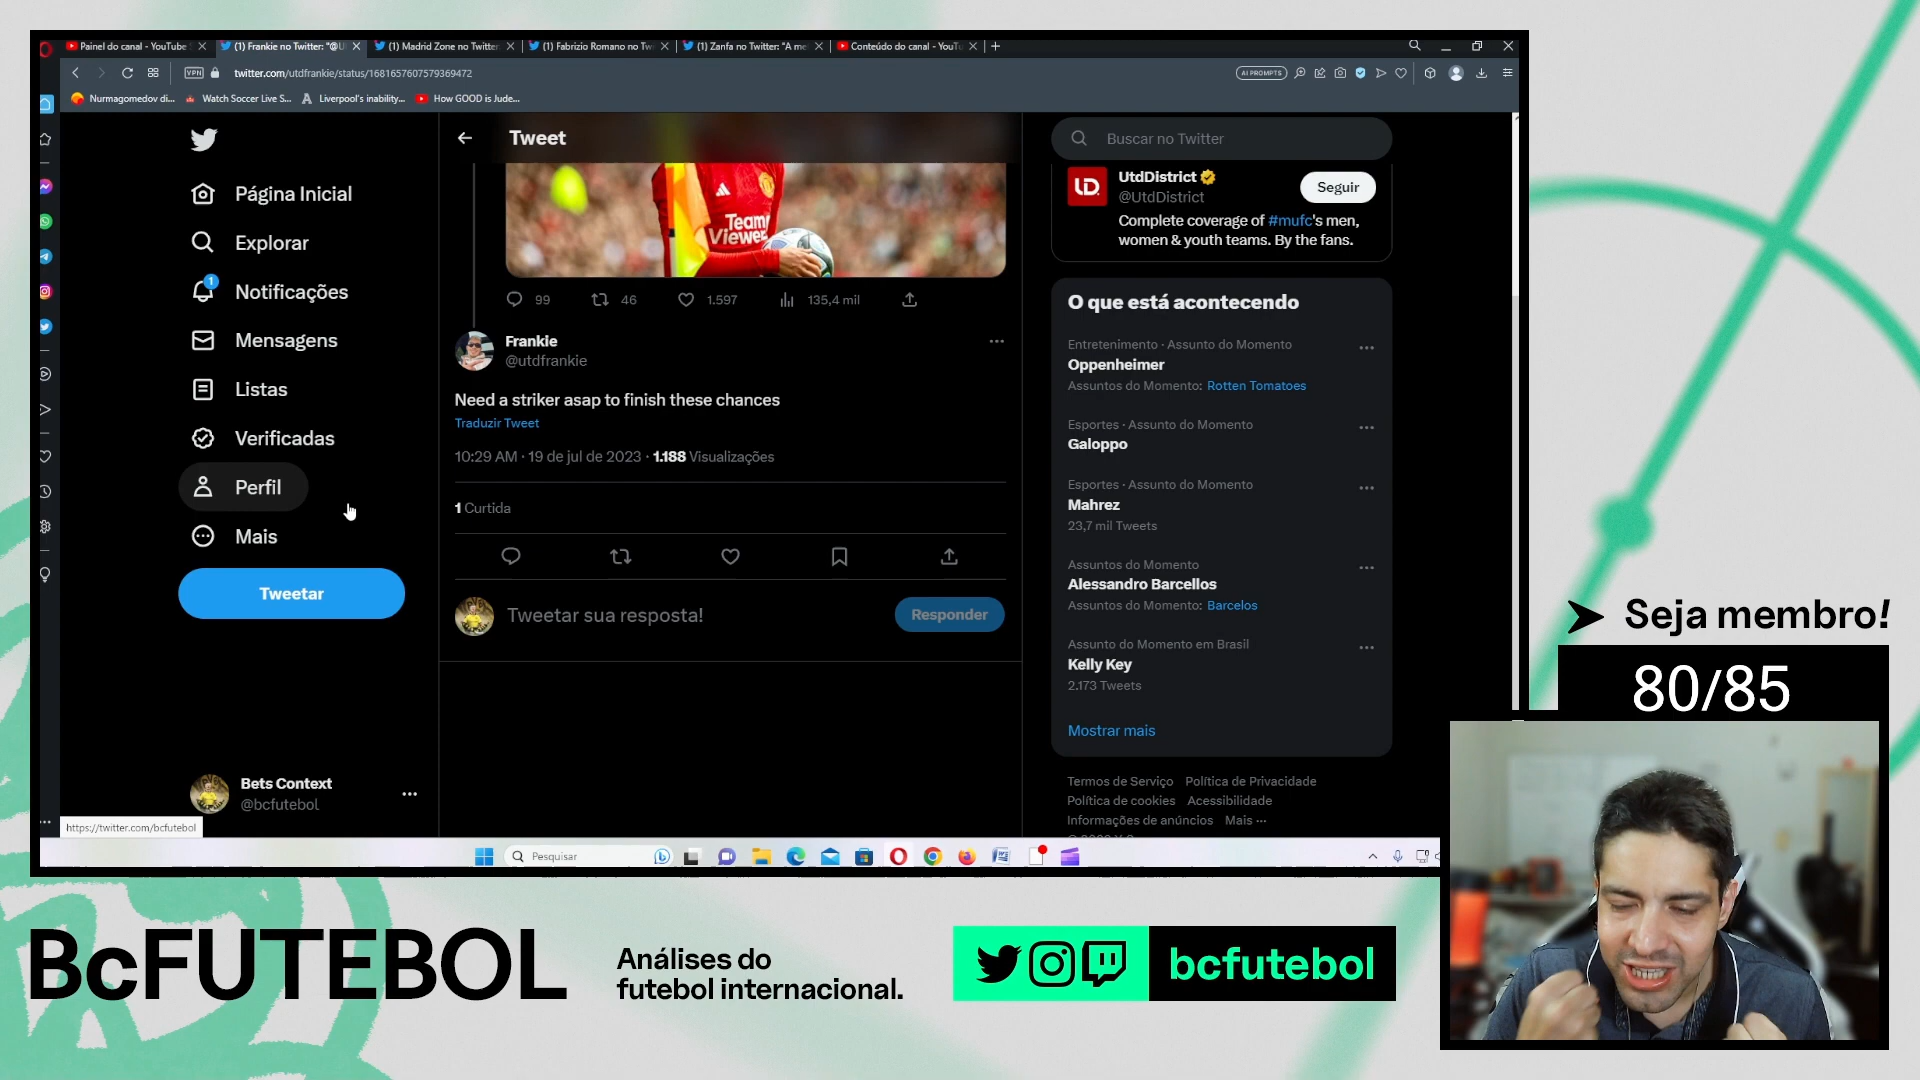 Painel do canal - YouTube S
(1) Frankie no Twitter: "@U
(1) Madrid Zone no Twitter
(1) Fabrizio Romano no Tw
(1) Zanfa no Twitter: "A me
Conteúdo do canal - YouTu
VPN
twitter.com/utdfrankie/status/1681657607579369472
AI PROMPTS
Nurmagomedov di...
Watch Soccer Live S...
Liverpool's inability...
How GOOD is Jude...
Página Inicial
Explorar
1
Notificações
Mensagens
Listas
Verificadas
Perfil
Mais
Tweetar
Bets Context
@bcfutebol
https://twitter.com/bcfutebol
Tweet
Team
Viewer
99
46
1.597
135,4 mil
Frankie
@utdfrankie
Need a striker asap to finish these chances
Traduzir Tweet
10:29 AM · 19 de jul de 2023 · 1.188 Visualizações
1 Curtida
Tweetar sua resposta!
Responder
Buscar no Twitter
UD
UtdDistrict
@UtdDistrict
Seguir
Complete coverage of #mufc's men,
women & youth teams. By the fans.
O que está acontecendo
Entretenimento · Assunto do Momento
Oppenheimer
Assuntos do Momento: Rotten Tomatoes
Esportes · Assunto do Momento
Galoppo
Esportes · Assunto do Momento
Mahrez
23,7 mil Tweets
Assuntos do Momento
Alessandro Barcellos
Assuntos do Momento: Barcelos
Assunto do Momento em Brasil
Kelly Key
2.173 Tweets
Mostrar mais
Termos de Serviço Política de Privacidade
Política de cookies Acessibilidade
Informações de anúncios Mais ...
Pesquisar
Seja membro!
80/85
BcFUTEBOL
Análises do
futebol internacional.
bcfutebol